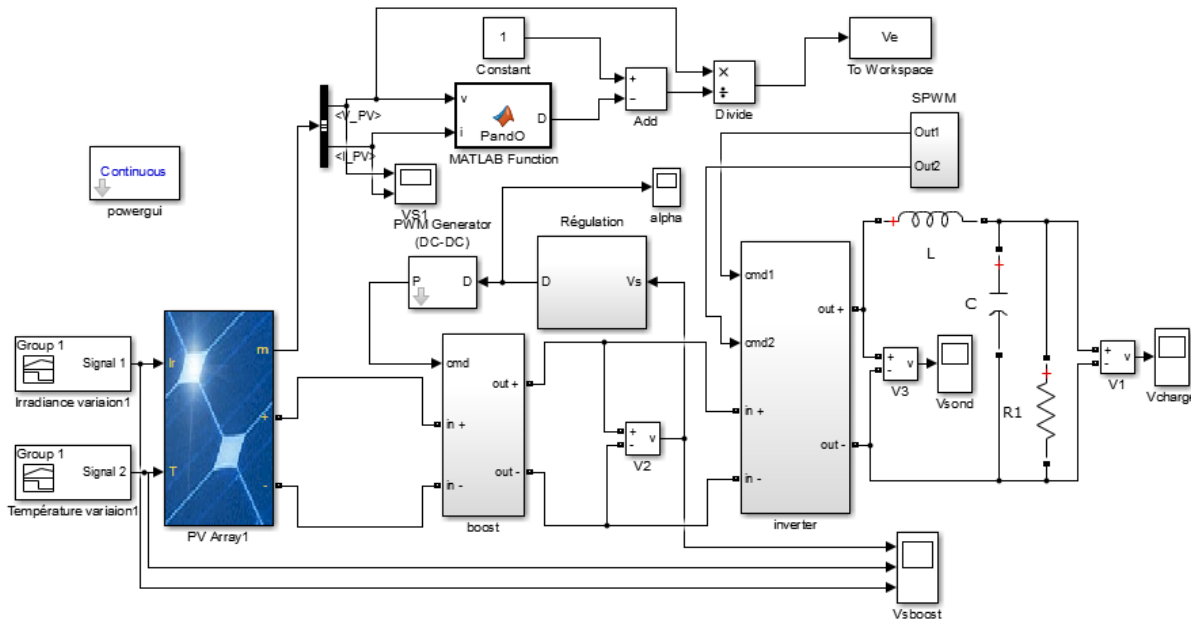 1
Constant
Ve
To Workspace
+
-
Add
×
÷
Divide
SPWM
Out1
Out2
<V_PV>
<I_PV>
v
i
D
PandO
MATLAB Function
Continuous
powergui
VS1
alpha
PWM Generator
(DC-DC)
P
D
Régulation
D
Vs
cmd1
cmd2
in +
in -
out +
out -
inverter
+
L
+
C
+
R1
+
-
v
V3
Vsond
+
-
v
V1
Vcharge
Group 1
Signal 1
Irradiance variaion1
Group 1
Signal 2
Température variaion1
Ir
T
m
+
-
PV Array1
cmd
in +
in -
out +
out -
boost
+
-
v
V2
Vsboost